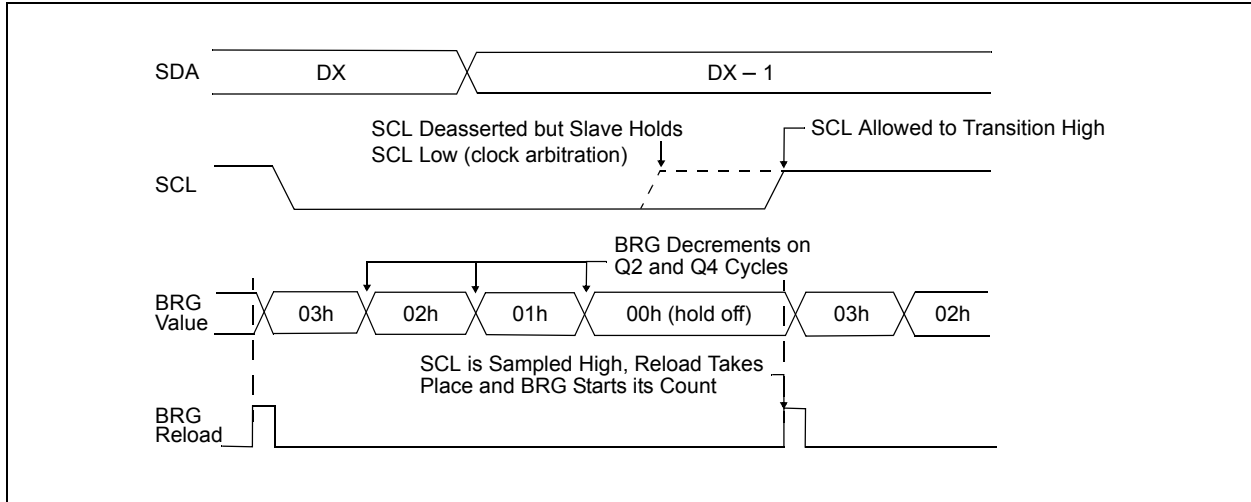 SDA
DX
DX – 1
SCL Deasserted but Slave Holds
SCL Low (clock arbitration)
SCL Allowed to Transition High
SCL
BRG Decrements on
Q2 and Q4 Cycles
BRG
Value
03h
02h
01h
00h (hold off)
03h
02h
SCL is Sampled High, Reload Takes
Place and BRG Starts its Count
BRG
Reload